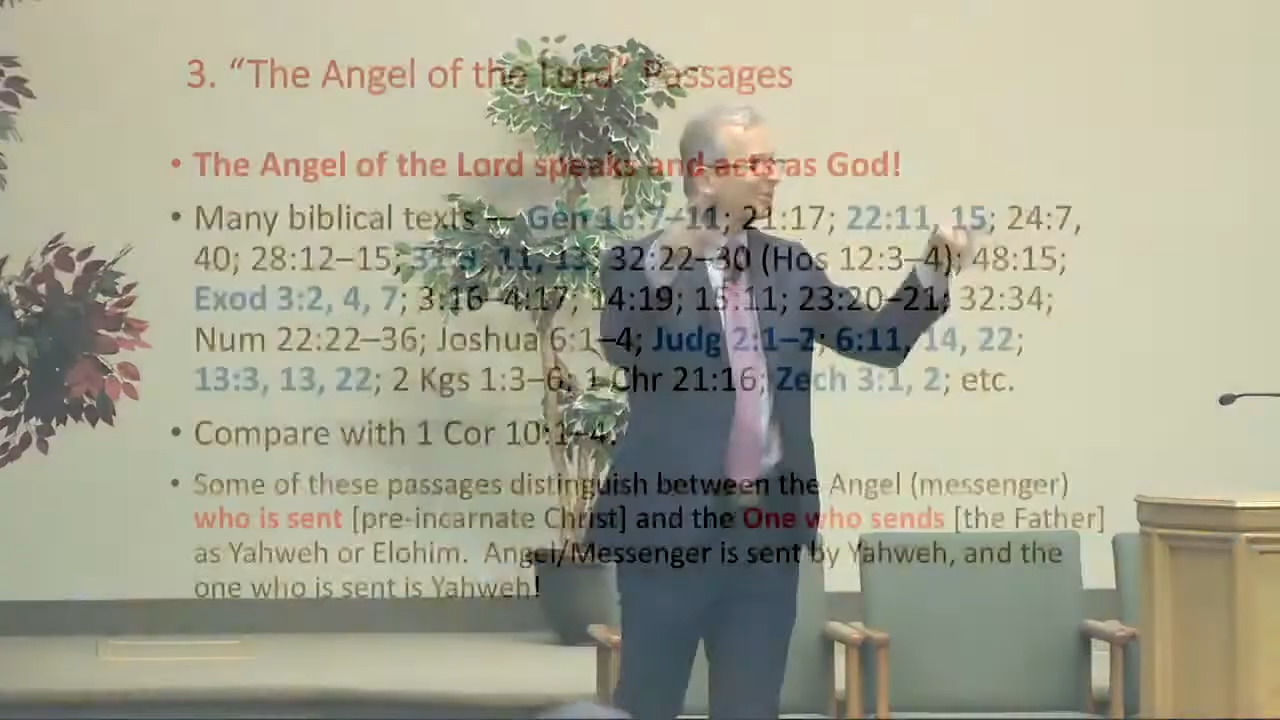 3. “The Angel of the Lord” Passages
• The Angel of the Lord speaks and acts as God!
• Many biblical texts — Gen 16:7–11; 21:17; 22:11, 15; 24:7,
40; 28:12–15; 31:9, 11, 13; 32:22–30 (Hos 12:3–4); 48:15;
Exod 3:2, 4, 7; 3:16–4:17; 14:19; 15:11; 23:20–21; 32:34;
Num 22:22–36; Joshua 6:1–4; Judg 2:1–2; 6:11, 14, 22;
13:3, 13, 22; 2 Kgs 1:3–6; 1 Chr 21:16; Zech 3:1, 2; etc.
• Compare with 1 Cor 10:1–4.
• Some of these passages distinguish between the Angel (messenger)
who is sent [pre-incarnate Christ] and the One who sends [the Father]
as Yahweh or Elohim. Angel/Messenger is sent by Yahweh, and the
one who is sent is Yahweh!